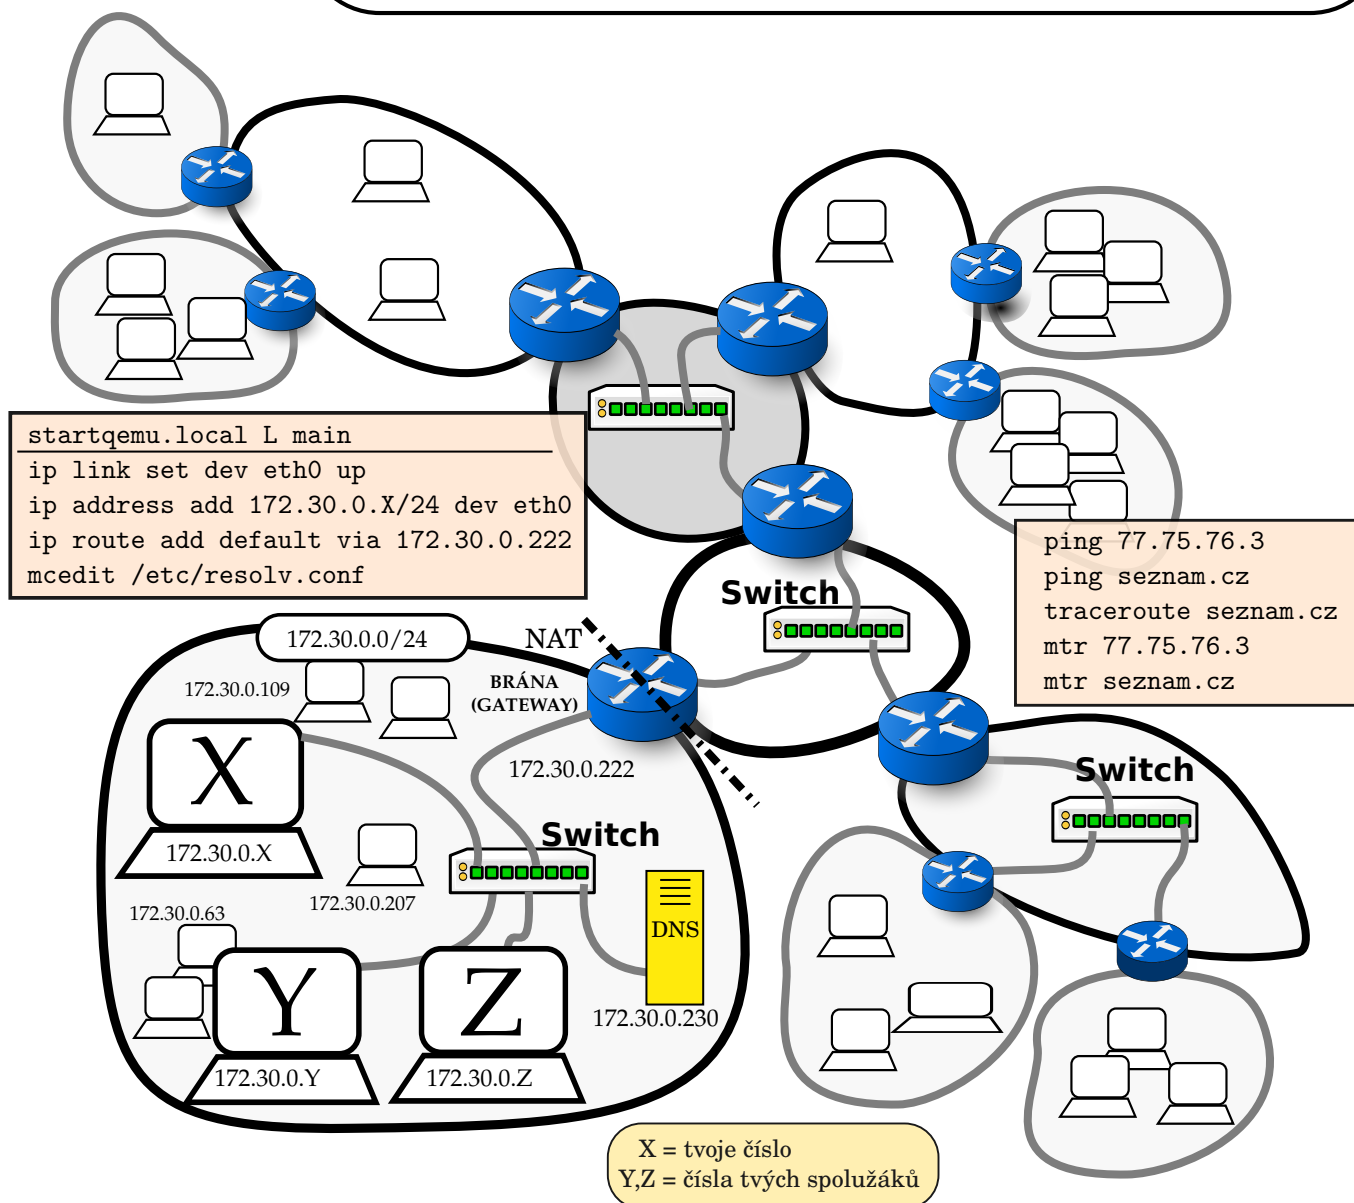 startqemu.local L main
ip link set dev eth0 up
ip address add 172.30.0.X/24 dev eth0
ip route add default via 172.30.0.222
mcedit /etc/resolv.conf
ping 77.75.76.3
ping seznam.cz
traceroute seznam.cz
mtr 77.75.76.3
mtr seznam.cz
Switch
172.30.0.0/24
NAT
172.30.0.109
BRÁNA
(GATEWAY)
X
172.30.0.222
Switch
Switch
172.30.0.X
172.30.0.207
172.30.0.63
DNS
Y
Z
172.30.0.230
172.30.0.Y
172.30.0.Z
X = tvoje číslo
Y,Z = čísla tvých spolužáků